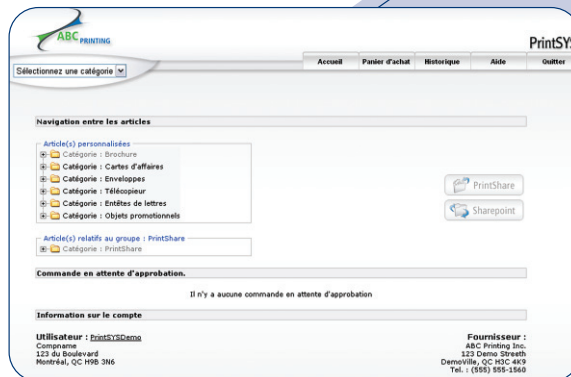 ABC PRINTING
PrintSYS
Sélectionnez une catégorie
Accueil Panier d'achat Historique Aide Quitter
Navigation entre les articles
Article(s) personnalisées
Catégorie : Brochure
Catégorie : Cartes d'affaires
Catégorie : Enveloppes
Catégorie : Télécopieur
Catégorie : Entêtes de lettres
Catégorie : Objets promotionnels
PrintShare
Sharepoint
Article(s) relatifs au groupe : PrintShare
Catégorie : PrintShare
Commande en attente d'approbation.
Il n'y a aucune commande en attente d'approbation
Information sur le compte
Utilisateur : PrintSYSDemo
Compname
123 du Boulevard
Montréal, QC H9B 3N6
Fournisseur :
ABC Printing Inc.
123 Demo Streeth
DemoVille, QC H3C 4K9
Tel. : (555) 555-1560